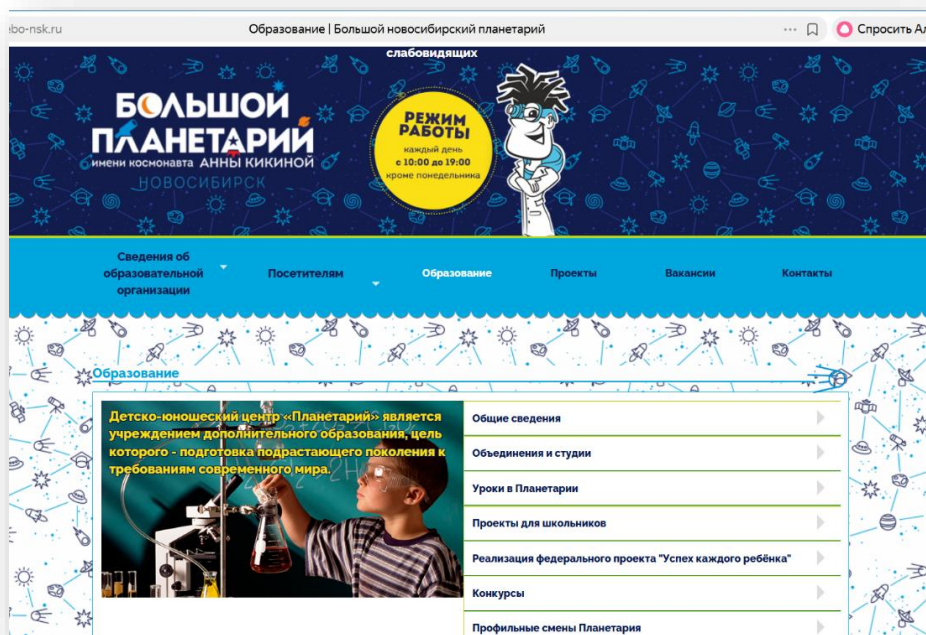 bo-nsk.ru
Образование | Большой новосибирский планетарий
Спросить Ал
слабовидящих
БОЛЬШОЙ
ПЛАНЕТАРИЙ
имени космонавта АННЫ КИКИНОЙ
НОВОСИБИРСК
РЕЖИМ
РАБОТЫ
каждый день
с 10:00 до 19:00
кроме понедельника
Сведения об
образовательной
организации
Посетителям
Образование
Проекты
Вакансии
Контакты
Образование
Детско-юношеский центр «Планетарий» является
учреждением дополнительного образования, цель
которого - подготовка подрастающего поколения к
требованиям современного мира.
Общие сведения
Объединения и студии
Уроки в Планетарии
Проекты для школьников
Реализация федерального проекта "Успех каждого ребёнка"
Конкурсы
Профильные смены Планетария